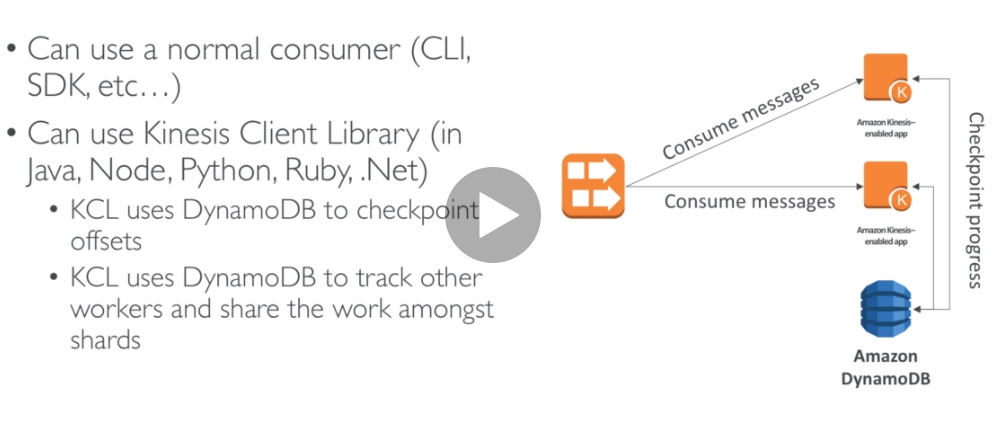 • Can use a normal consumer (CLI,
SDK, etc…)
• Can use Kinesis Client Library (in
Java, Node, Python, Ruby, .Net)
• KCL uses DynamoDB to checkpoint
offsets
• KCL uses DynamoDB to track other
workers and share the work amongst
shards
Consume messages
K
Amazon Kinesis–
enabled app
Consume messages
K
Amazon Kinesis–
enabled app
Checkpoint progress
Amazon
DynamoDB